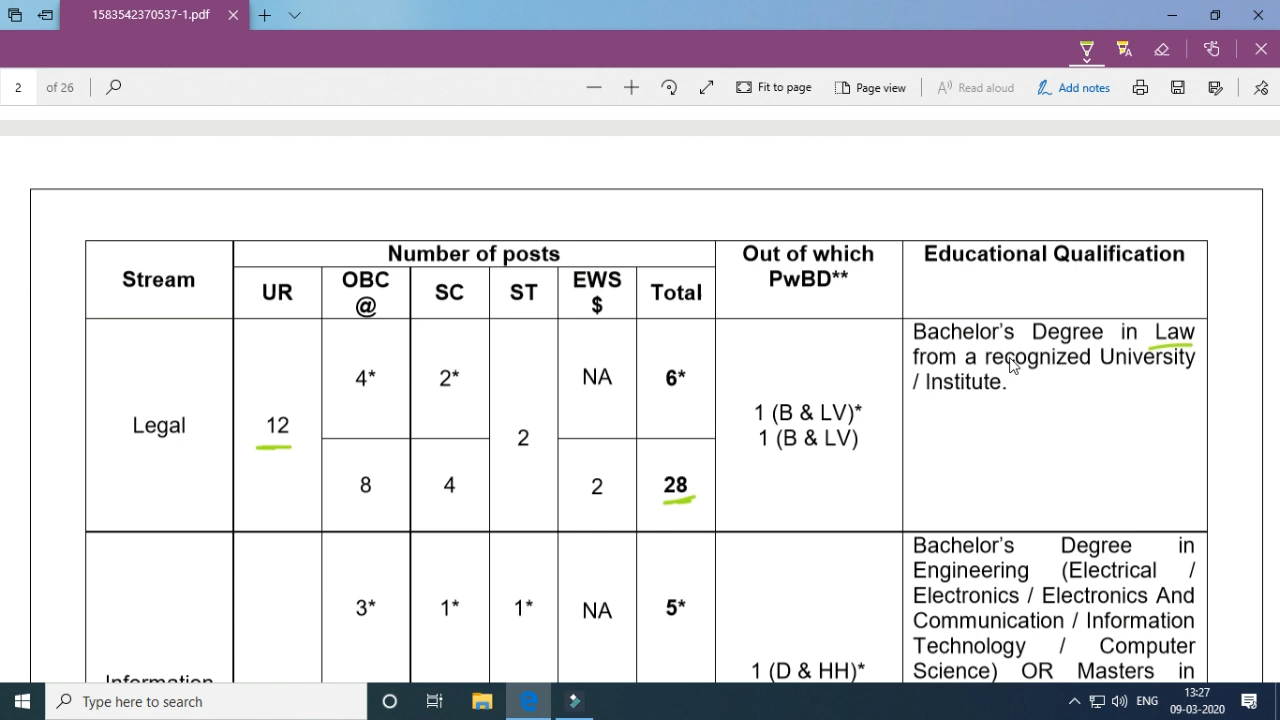 1583542370537-1.pdf
2 of 26
Fit to page
Page view
Read aloud
Add notes
Stream
Number of posts
UR
OBC
@
SC
ST
EWS
$
Total
Out of which
PwBD**
Educational Qualification
Legal
12
4*
2*
2
NA
6*
8
4
2
28
1 (B & LV)*
1 (B & LV)
Bachelor's Degree in Law
from a recognized University
/ Institute.
Information
3*
1*
1*
NA
5*
1 (D & HH)*
Bachelor's Degree in
Engineering (Electrical /
Electronics / Electronics And
Communication / Information
Technology / Computer
Science) OR Masters in
Type here to search
ENG
13:27
09-03-2020